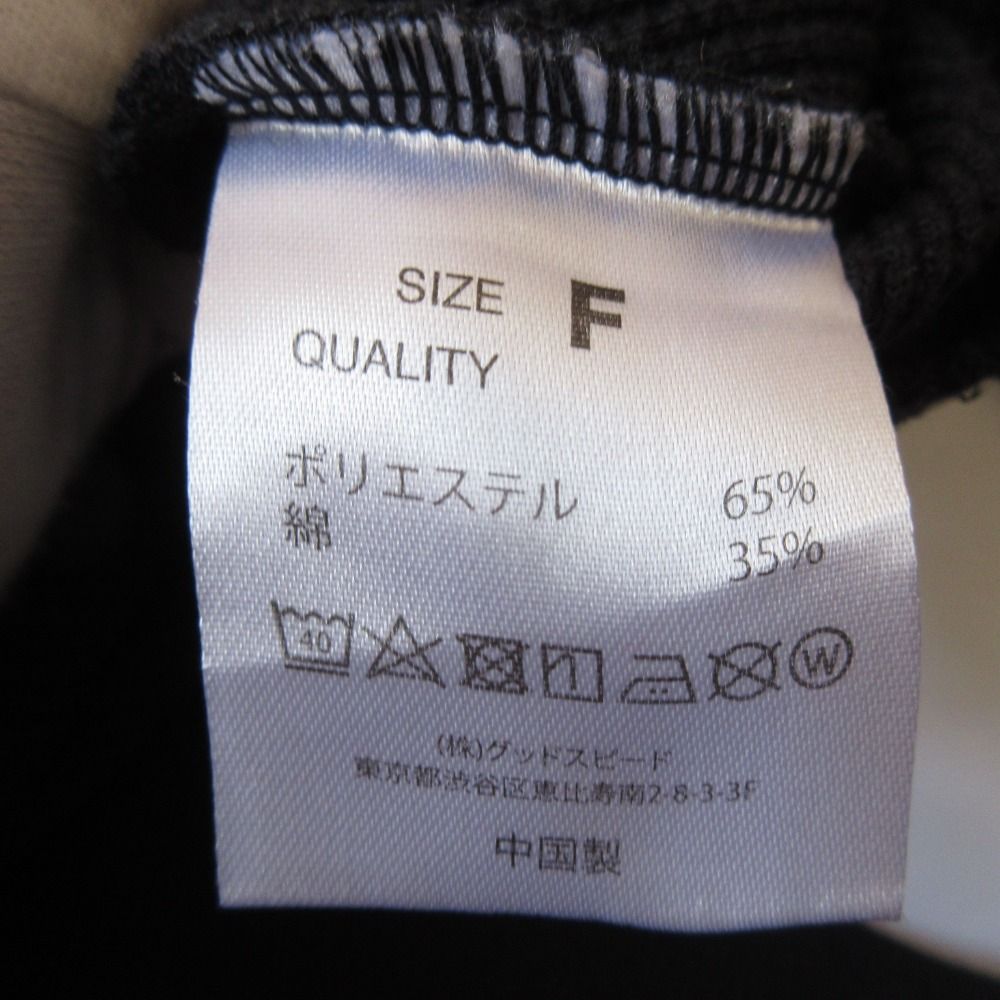 SIZE F
QUALITY
ポリエステル 65%
綿 35%
40
W
(株)グッドスピード
東京都渋谷区恵比寿南2-8-3-3F
中国製